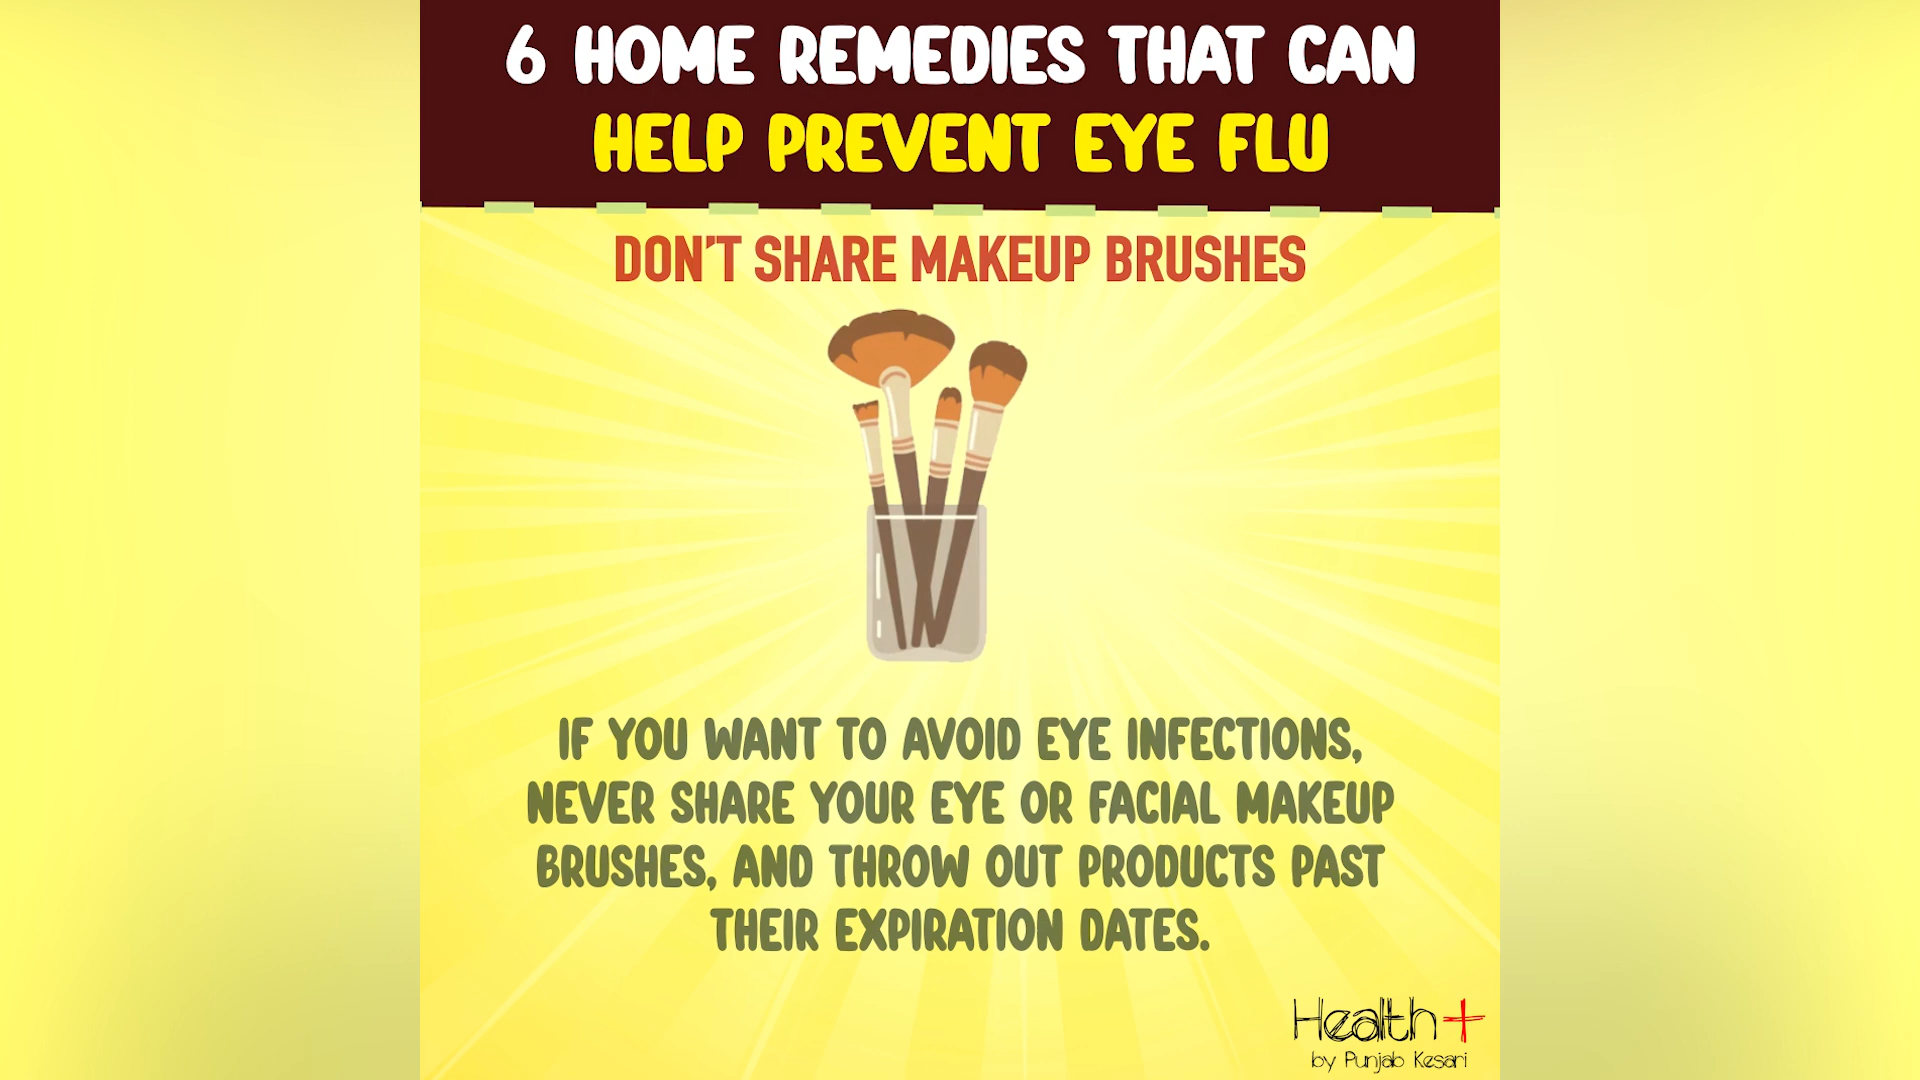 6 HOME REMEDIES THAT CAN
HELP PREVENT EYE FLU
DON'T SHARE MAKEUP BRUSHES
IF YOU WANT TO AVOID EYE INFECTIONS,
NEVER SHARE YOUR EYE OR FACIAL MAKEUP
BRUSHES, AND THROW OUT PRODUCTS PAST
THEIR EXPIRATION DATES.
Health+
by Punjab Kesari